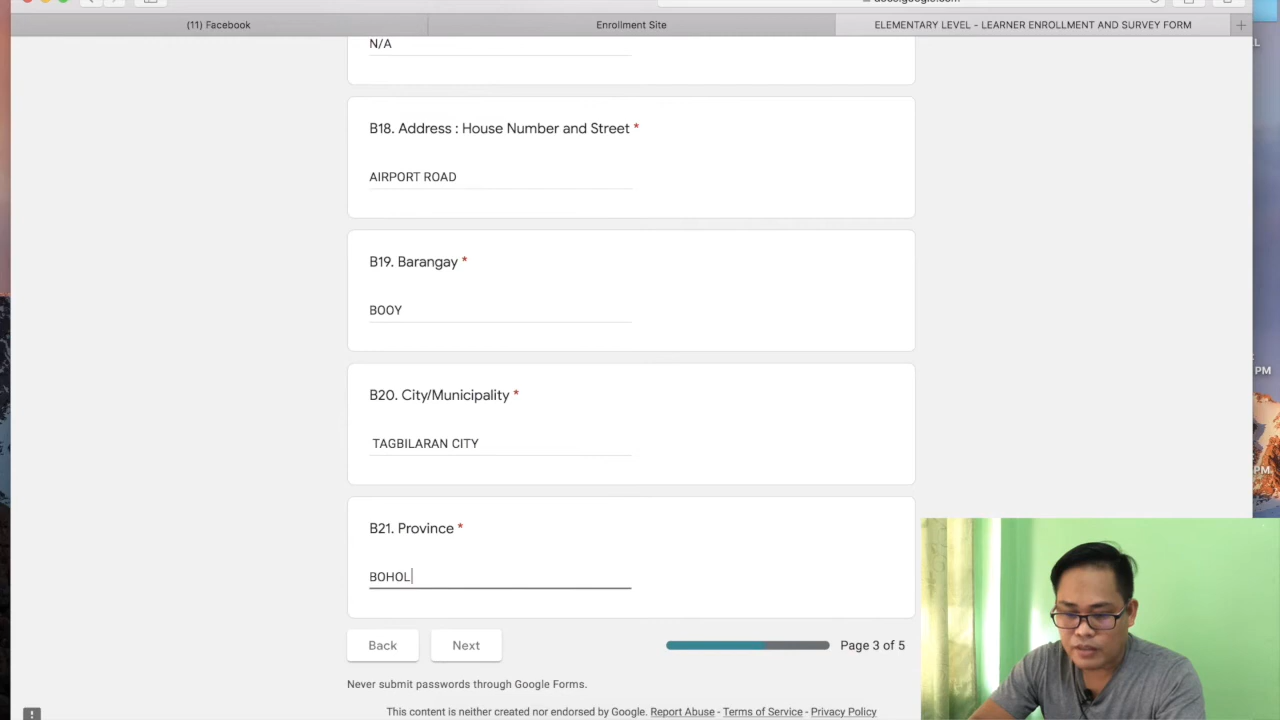 (11) Facebook
Enrollment Site
ELEMENTARY LEVEL - LEARNER ENROLLMENT AND SURVEY FORM
N/A
B18. Address : House Number and Street *
AIRPORT ROAD
B19. Barangay *
BOOY
B20. City/Municipality *
TAGBILARAN CITY
B21. Province *
BOHOL
Back
Next
Page 3 of 5
Never submit passwords through Google Forms.
This content is neither created nor endorsed by Google. Report Abuse - Terms of Service - Privacy Policy
PM
PM